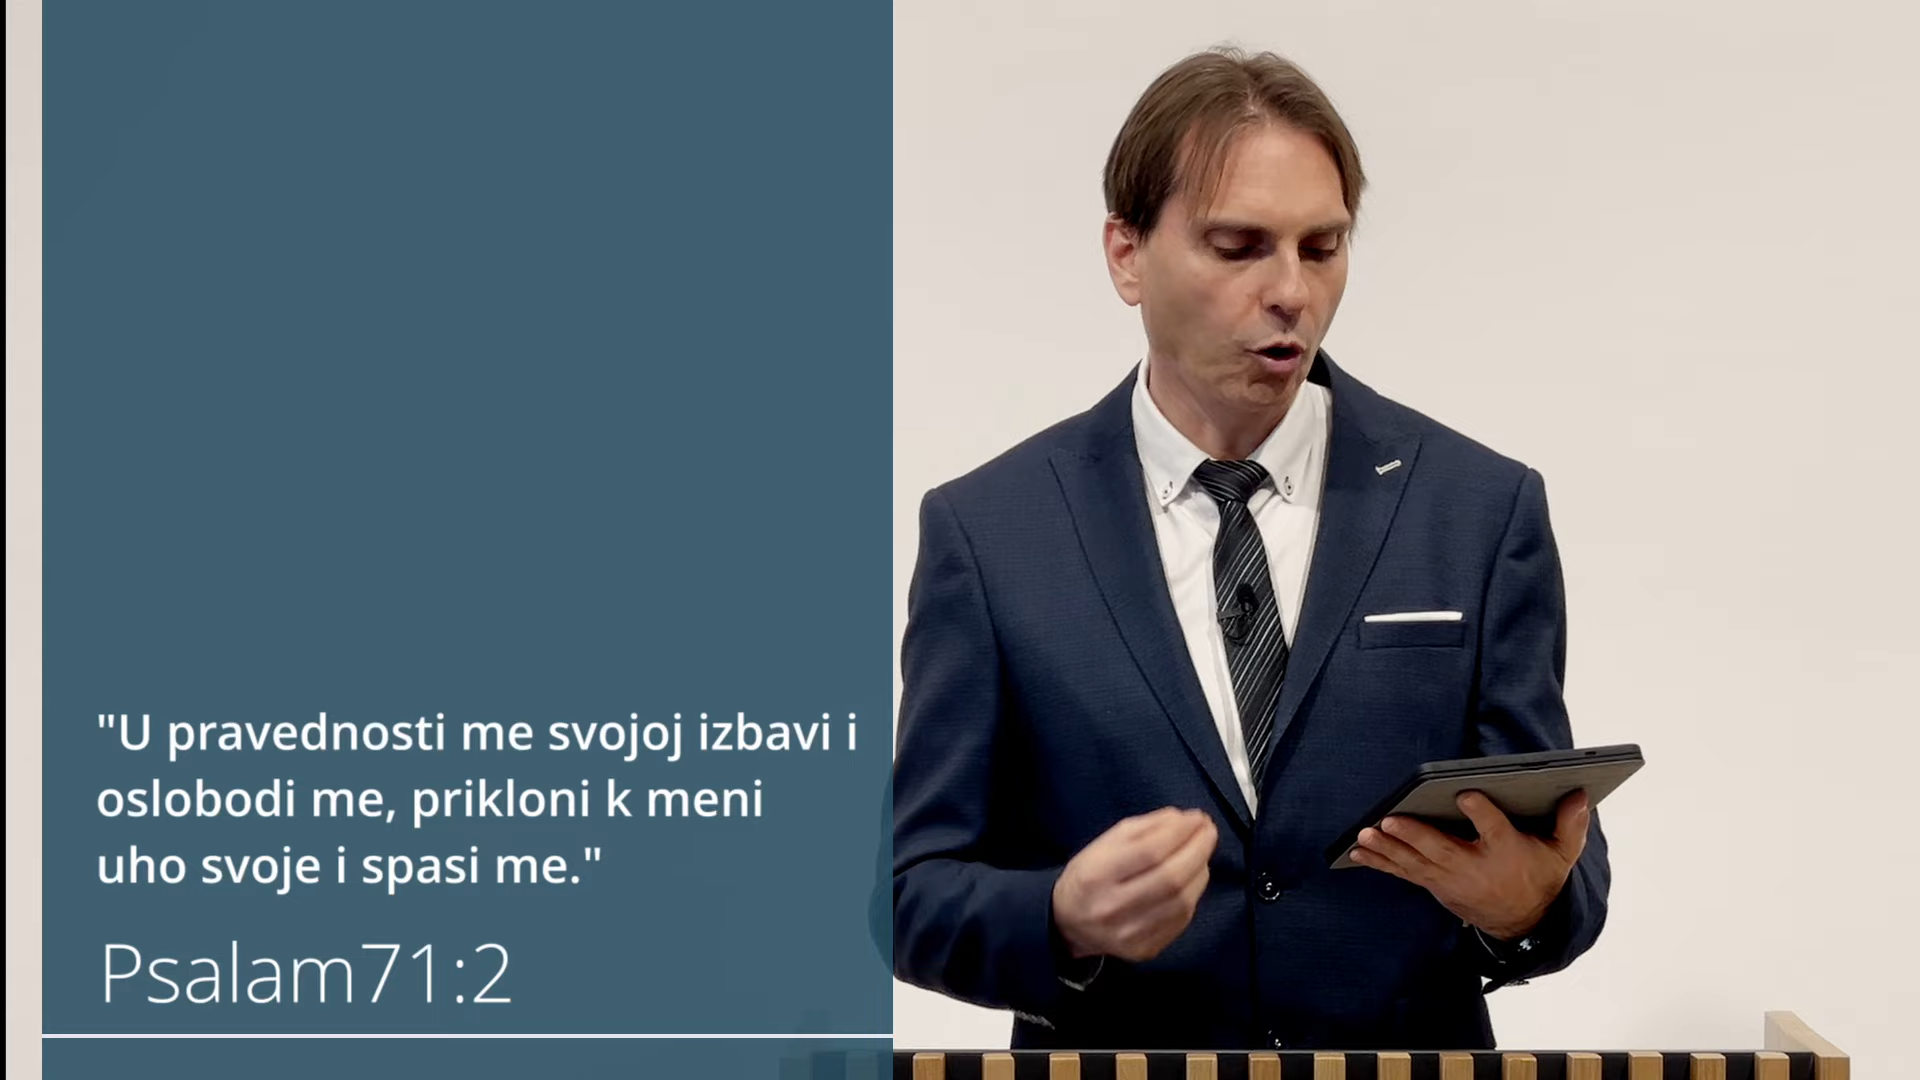 "U pravednosti me svojoj izbavi i
oslobodi me, prikloni k meni
uho svoje i spasi me."
Psalam71:2